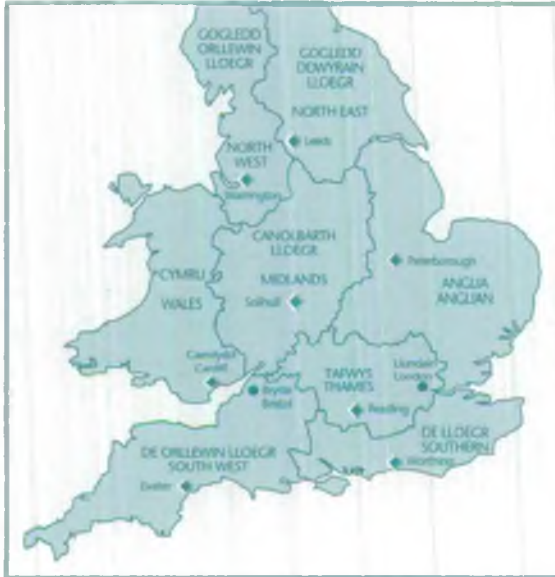 GOGLEDD
ORLLEWIN
LLOEGR
GOGLEDD
DDWYRAIN
LLOEGR
NORTH EAST
Leeds
NORTH
WEST
Warrington
CANOLBARTH
LLOEGR
MIDLANDS
Solihull
Peterborough
ANGLIA
ANGLIAN
CYMRU
WALES
Caerdydd
Cardiff
Bryste
Bristol
TAFWYS
THAMES
Llundain
London
Reading
DE LLOEGR
SOUTHERN
Worthing
DE ORLLEWIN LLOEGR
SOUTH WEST
Exeter